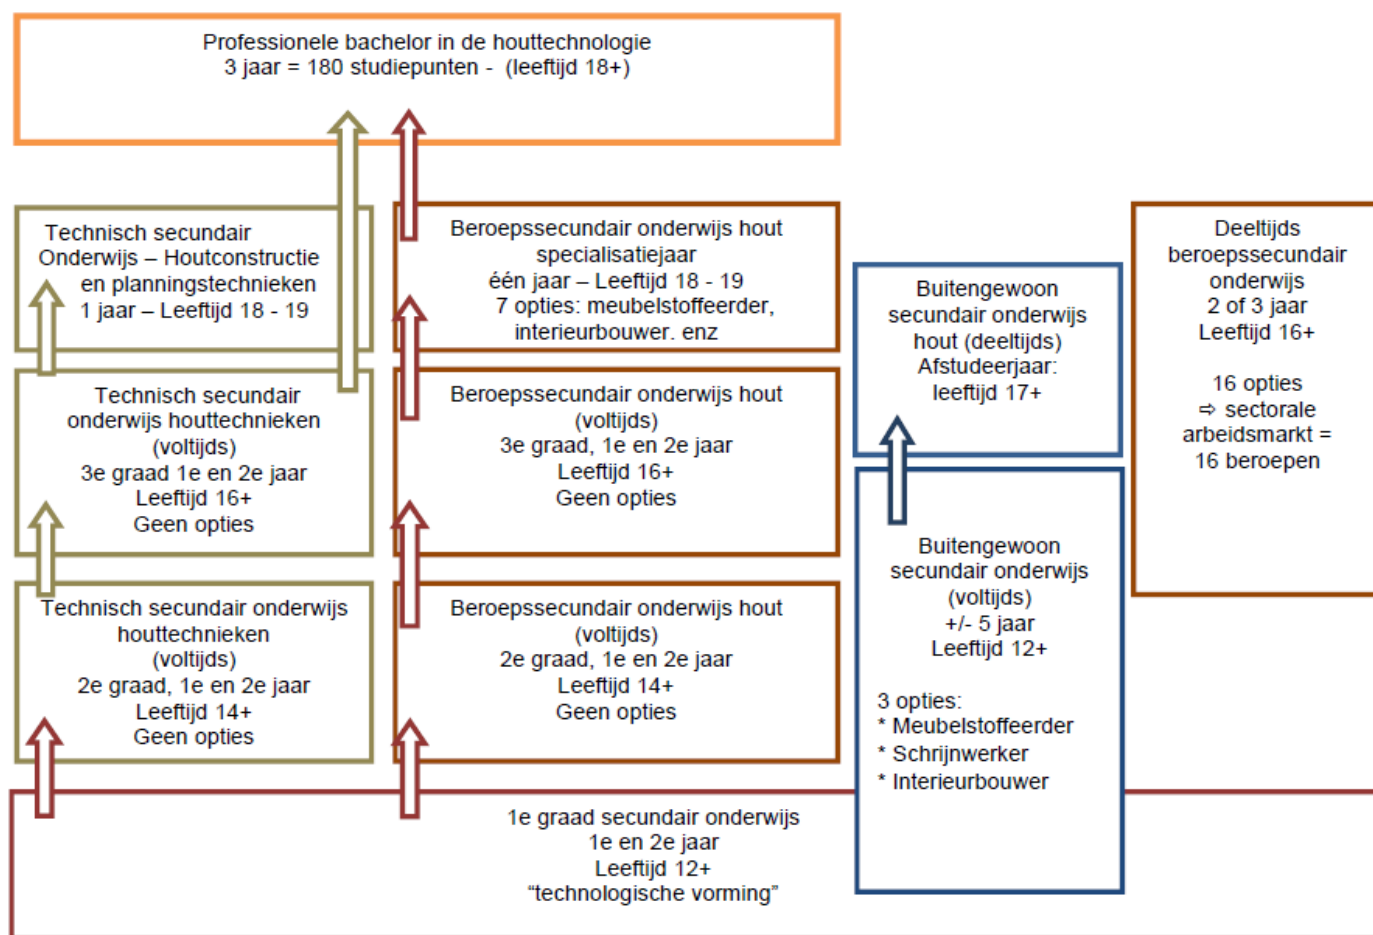 Professionele bachelor in de houttechnologie
3 jaar = 180 studiepunten - (leeftijd 18+)
Technisch secundair
Onderwijs – Houtconstructie
en planningstechnieken
1 jaar – Leeftijd 18 - 19
Beroepssecundair onderwijs hout
specialisatiejaar
één jaar – Leeftijd 18 - 19
7 opties: meubelstoffeerder,
interieurbouwer. enz
Buitengewoon
secundair onderwijs
hout (deeltijds)
Afstudeerjaar:
leeftijd 17+
Deeltijds
beroepssecundair
onderwijs
2 of 3 jaar
Leeftijd 16+
16 opties
⇨ sectorale
arbeidsmarkt =
16 beroepen
Technisch secundair
onderwijs houttechnieken
(voltijds)
3e graad 1e en 2e jaar
Leeftijd 16+
Geen opties
Beroepssecundair onderwijs hout
(voltijds)
3e graad, 1e en 2e jaar
Leeftijd 16+
Geen opties
Buitengewoon
secundair onderwijs
(voltijds)
+/- 5 jaar
Leeftijd 12+
3 opties:
* Meubelstoffeerder
* Schrijnwerker
* Interieurbouwer
Technisch secundair onderwijs
houttechnieken
(voltijds)
2e graad, 1e en 2e jaar
Leeftijd 14+
Geen opties
Beroepssecundair onderwijs hout
(voltijds)
2e graad, 1e en 2e jaar
Leeftijd 14+
Geen opties
1e graad secundair onderwijs
1e en 2e jaar
Leeftijd 12+
“technologische vorming”